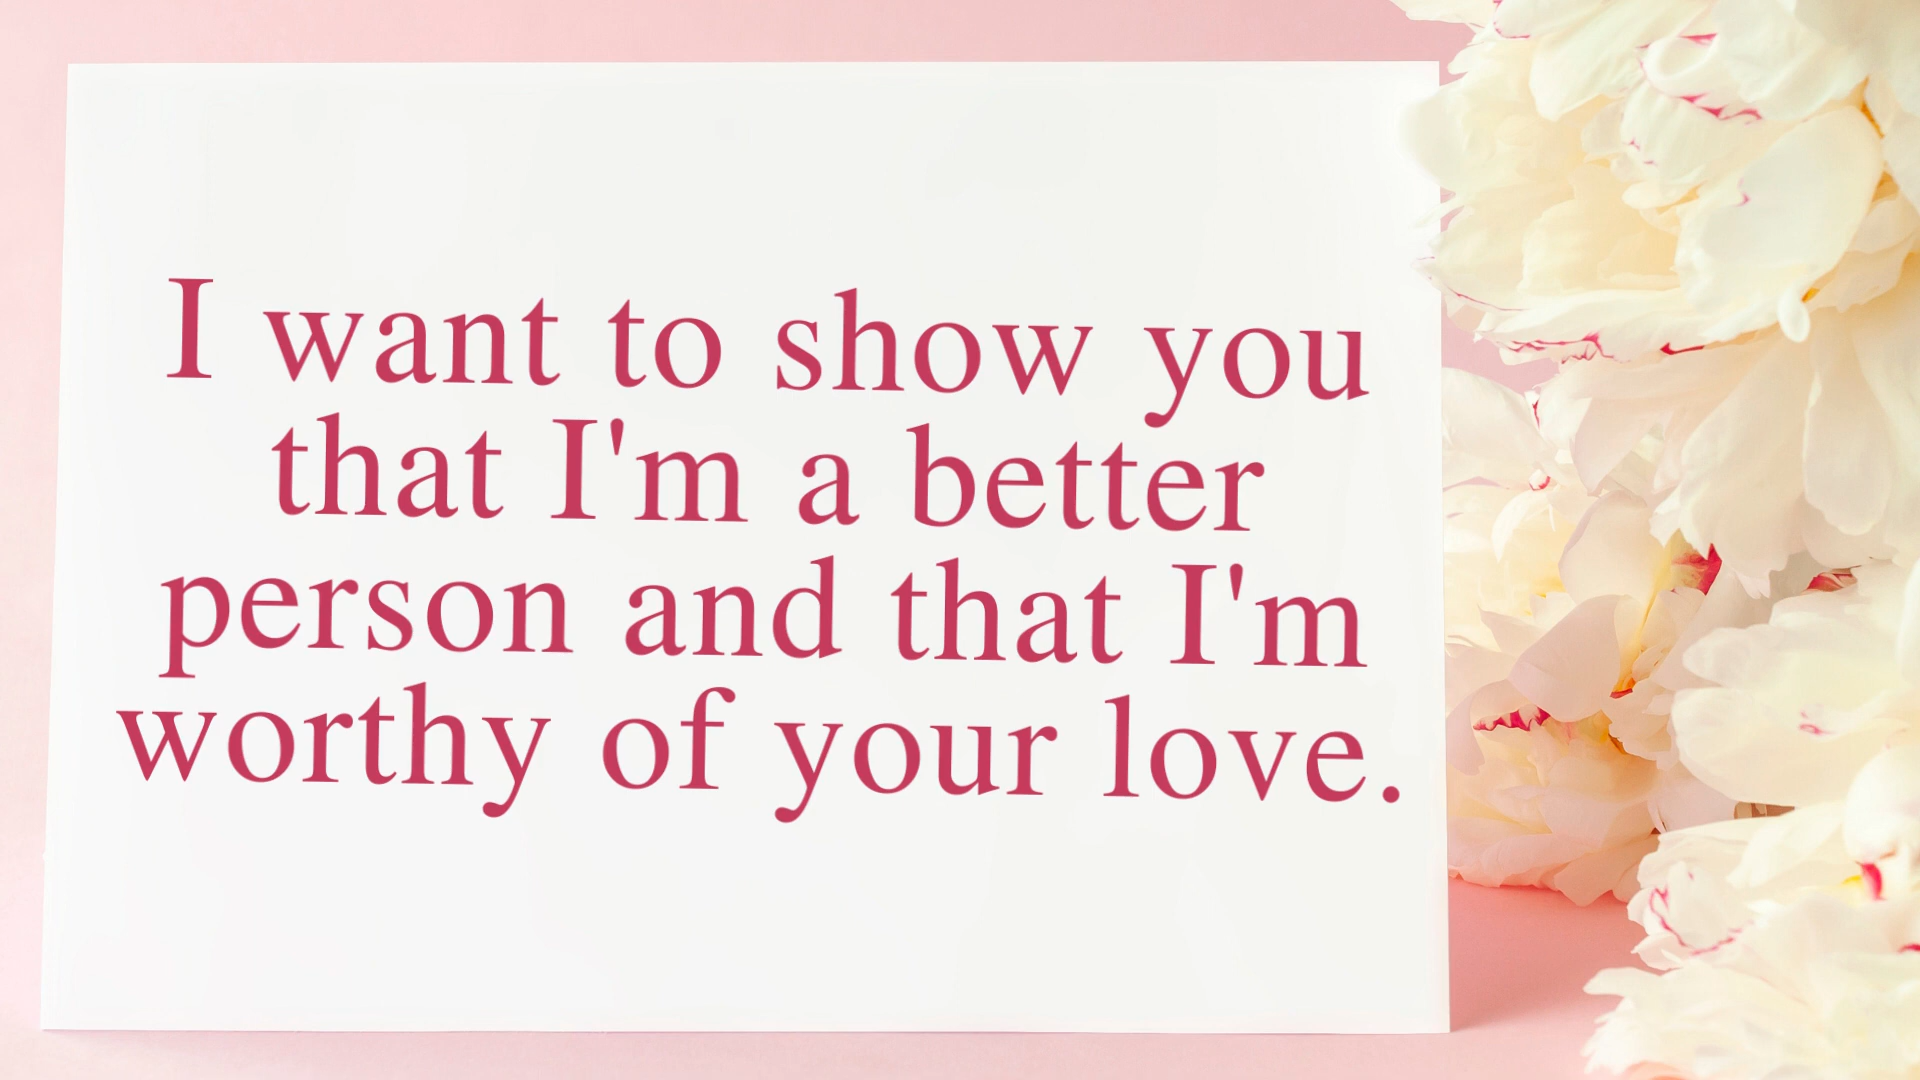 I want to show you
that I'm a better
person and that I'm
worthy of your love.